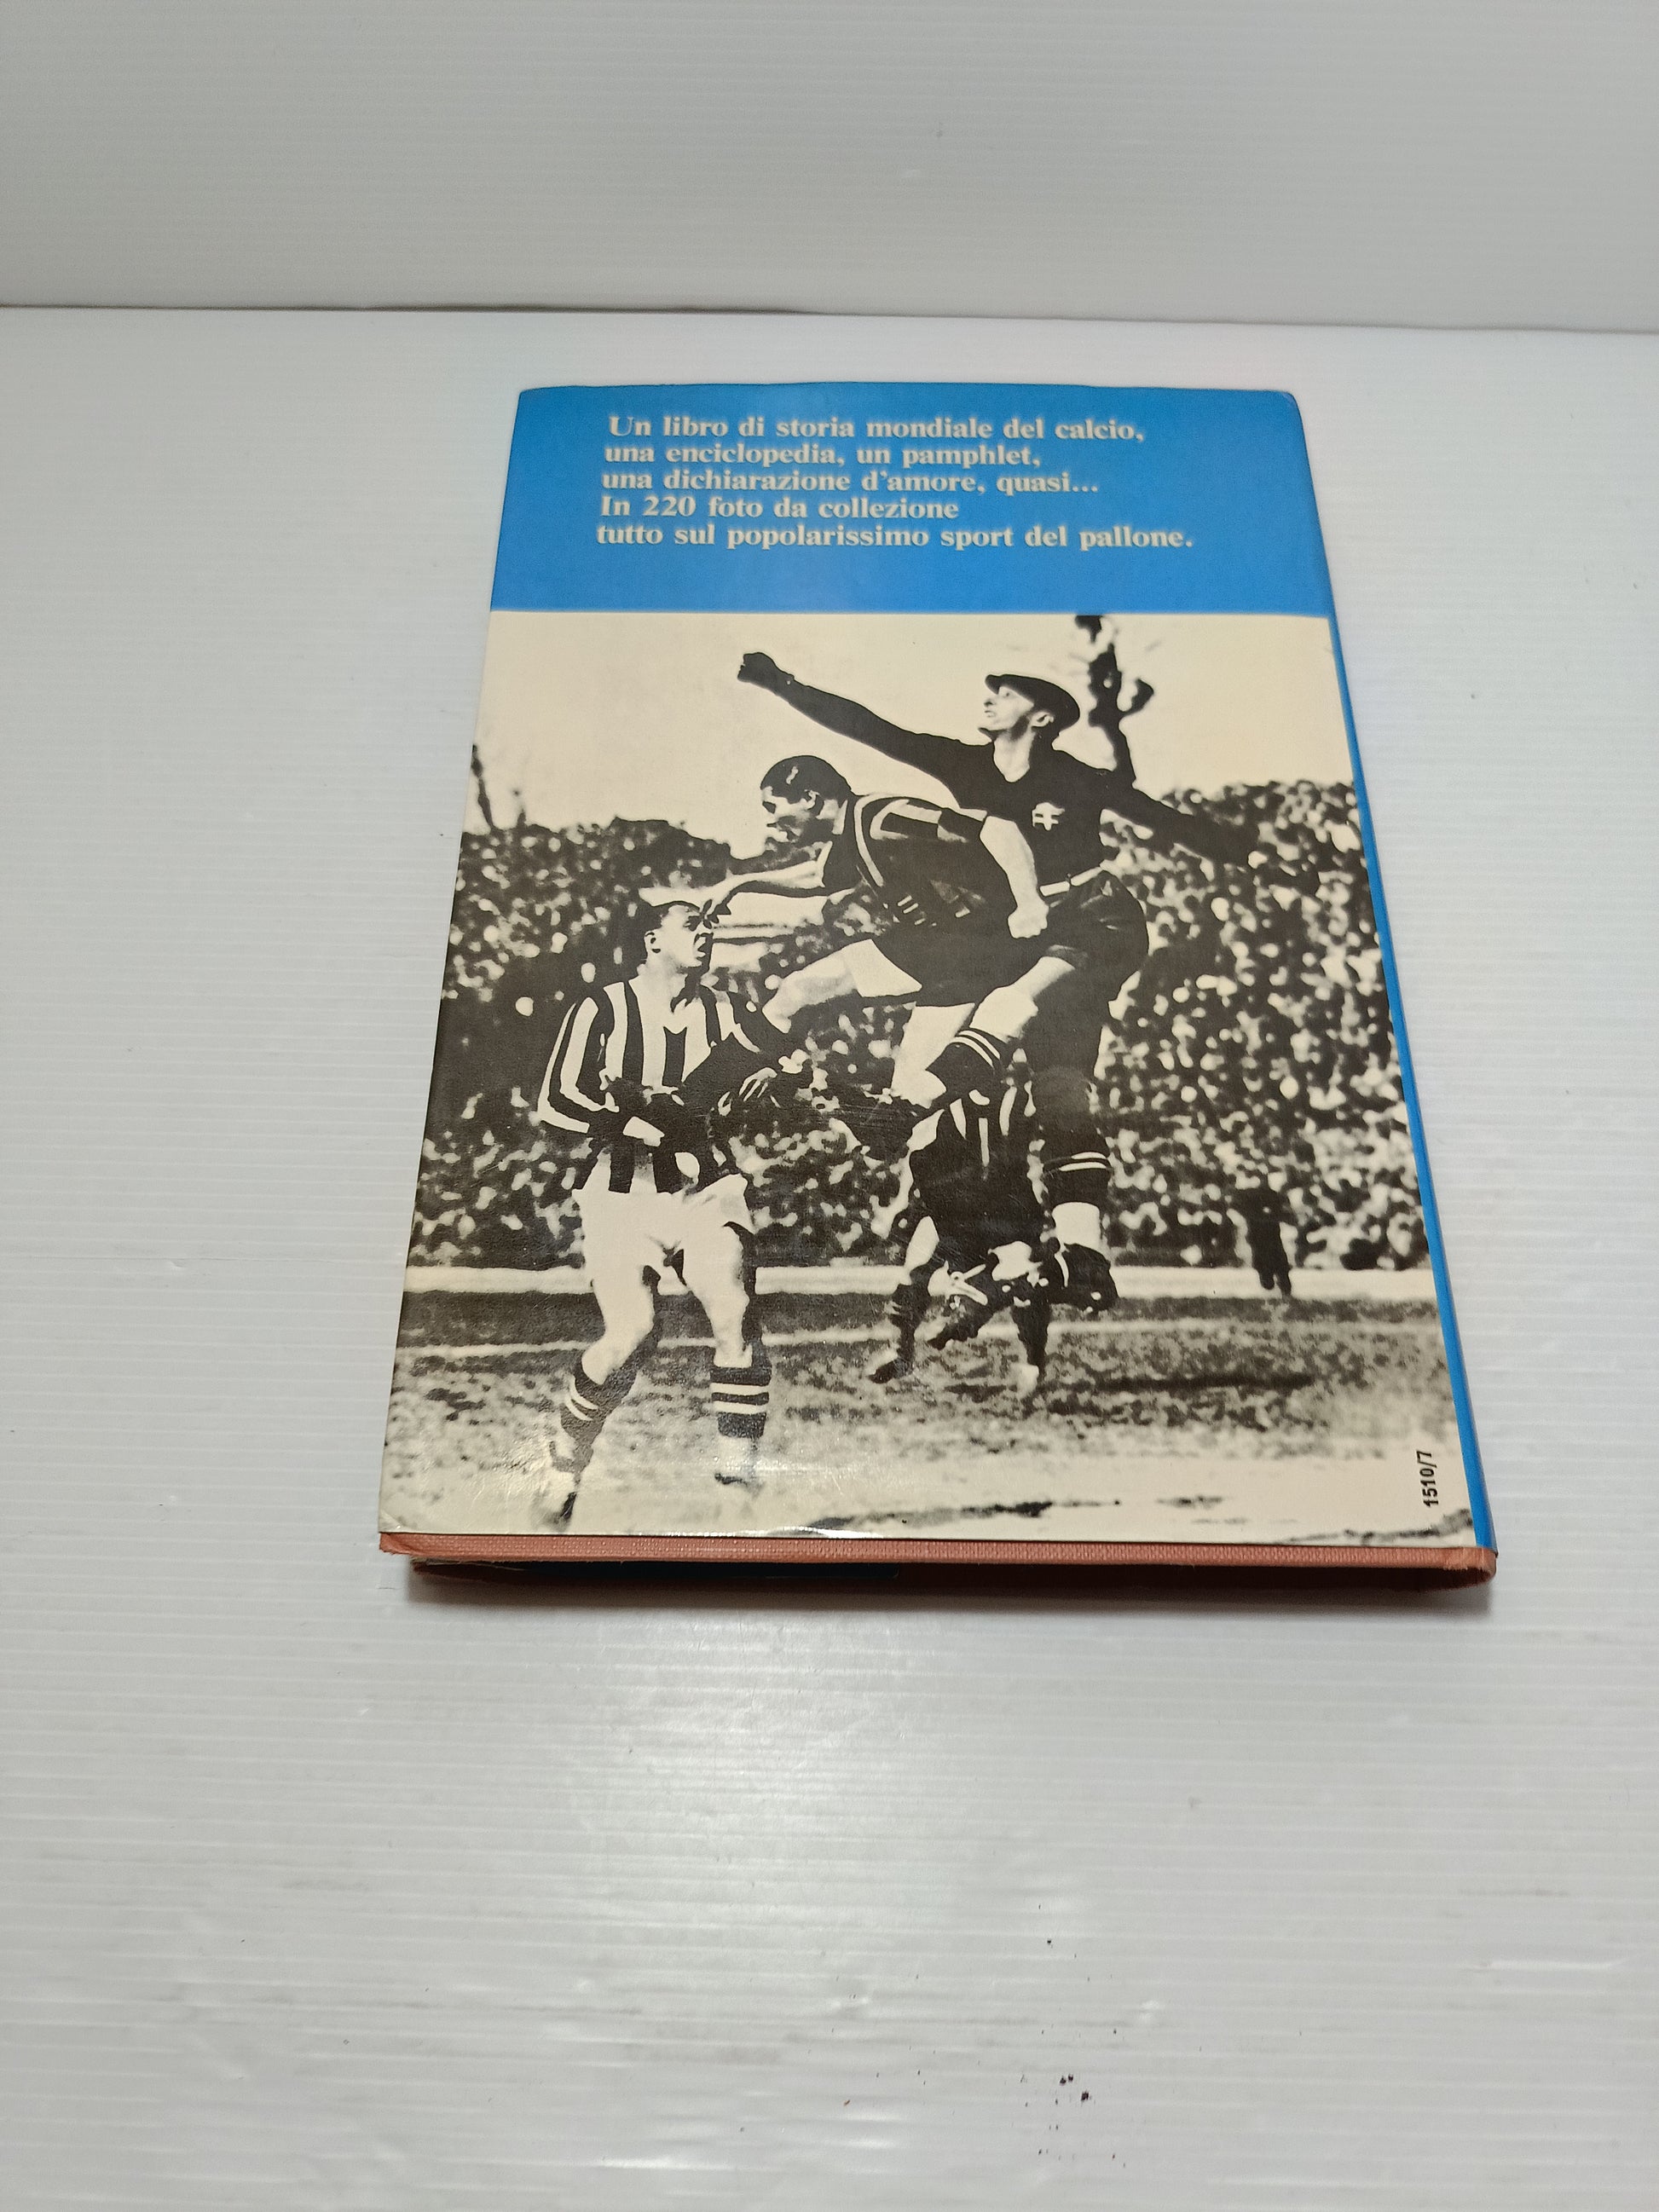 Un libro di storia mondiale del calcio,
una enciclopedia, un pamphlet,
una dichiarazione d'amore, quasi...
In 220 foto da collezione
tutto sul popolarissimo sport del pallone.
1510/7